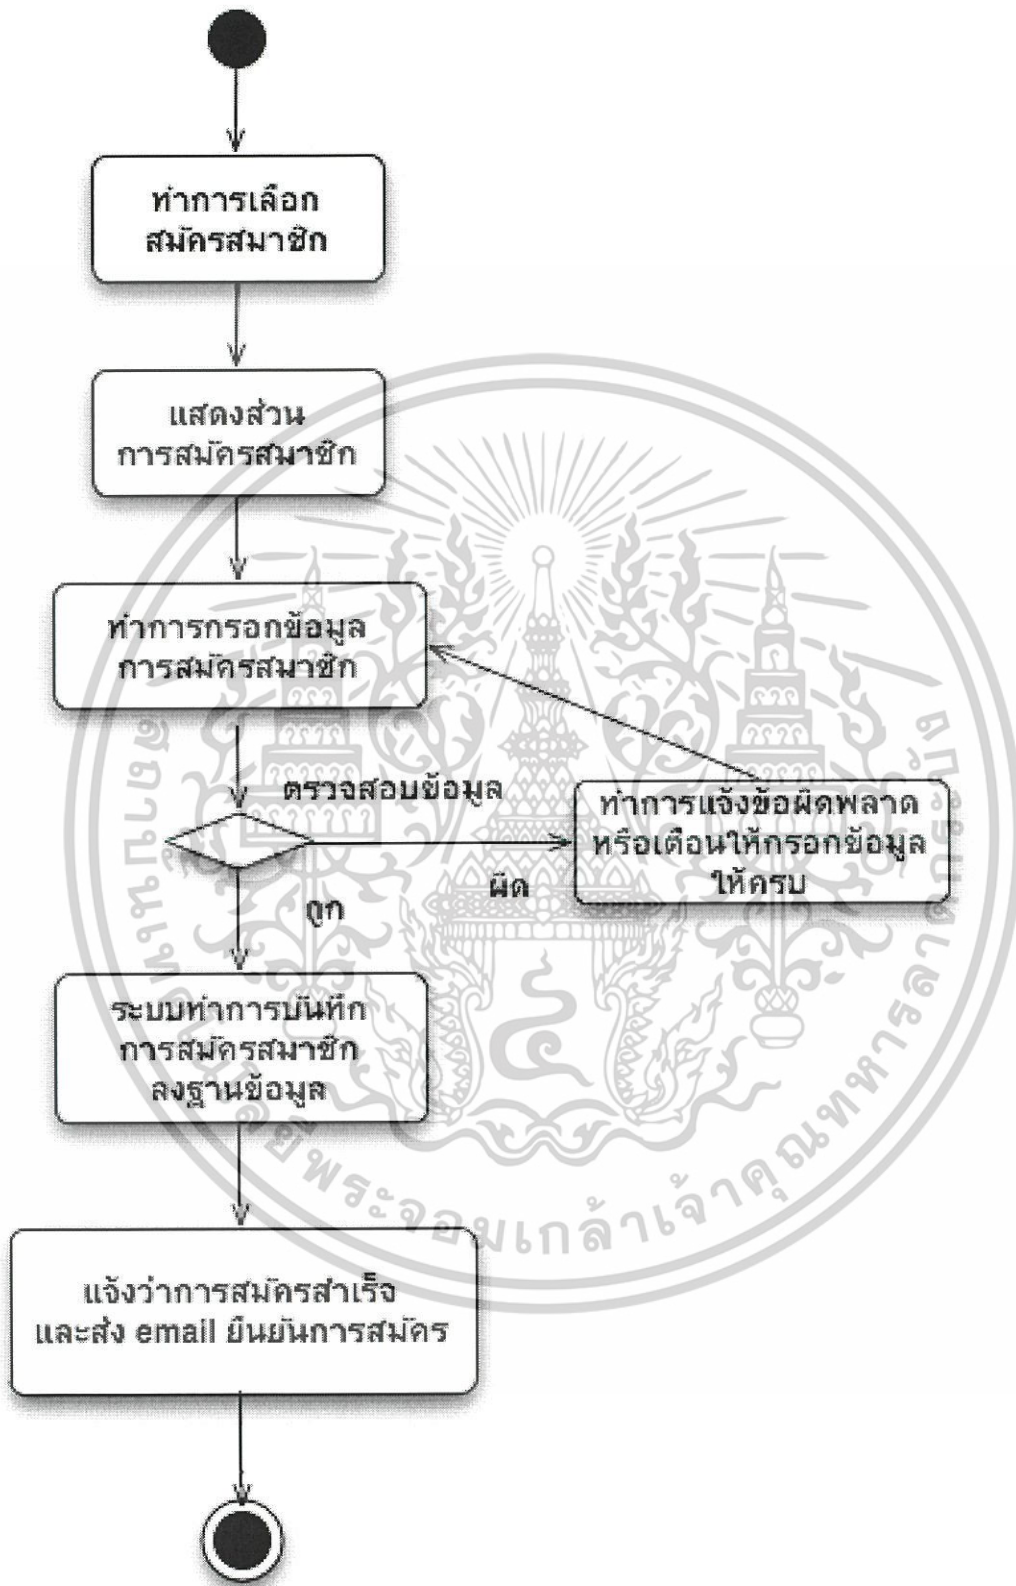 ทำการเลือก
สมัครสมาชิก
แสดงส่วน
การสมัครสมาชิก
ทำการกรอกข้อมูล
การสมัครสมาชิก
ตรวจสอบข้อมูล
ทำการแจ้งข้อผิดพลาด
หรือเตือนให้กรอกข้อมูล
ให้ครบ
ผิด
ถูก
ระบบทำการบันทึก
การสมัครสมาชิก
ลงฐานข้อมูล
แจ้งว่าการสมัครสำเร็จ
และส่ง email ยืนยันการสมัคร
พระจอมเกล้าเจ้าคุณทหารลาด